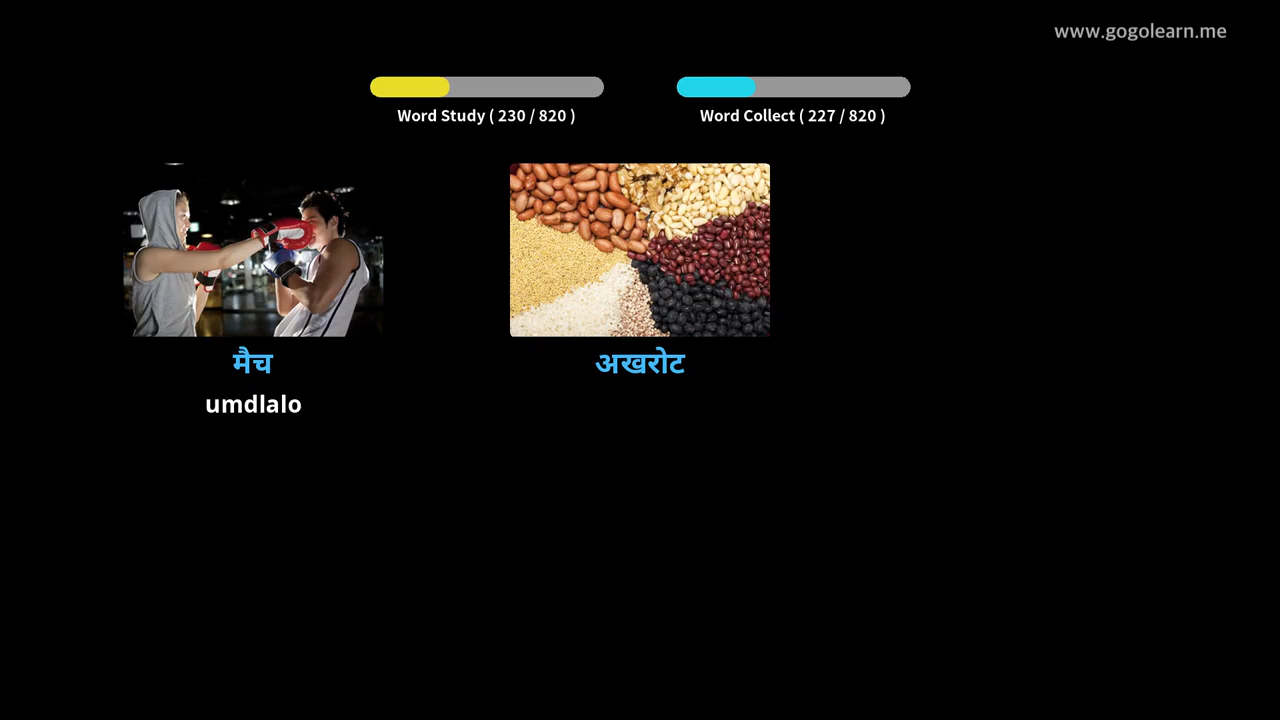 www.gogolearn.me
Word Study ( 230 / 820 )
Word Collect ( 227 / 820 )
मैच
अखरोट
umdlalo